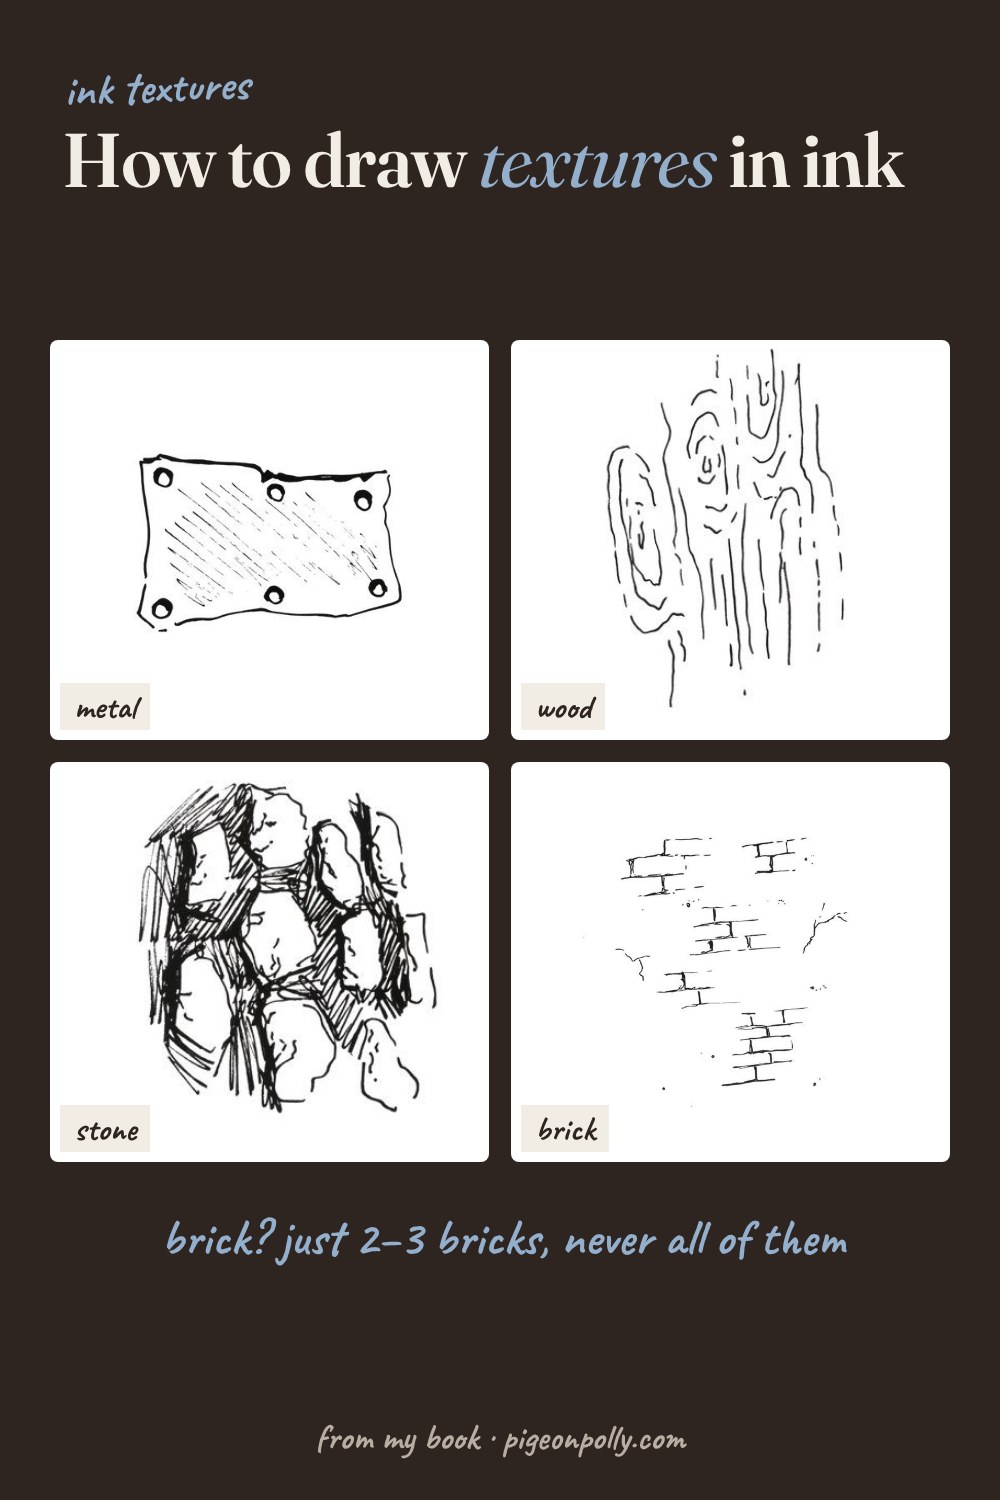 ink textures
How to draw textures in ink
metal
wood
stone
brick
brick? just 2–3 bricks, never all of them
from my book · pigeonpolly.com